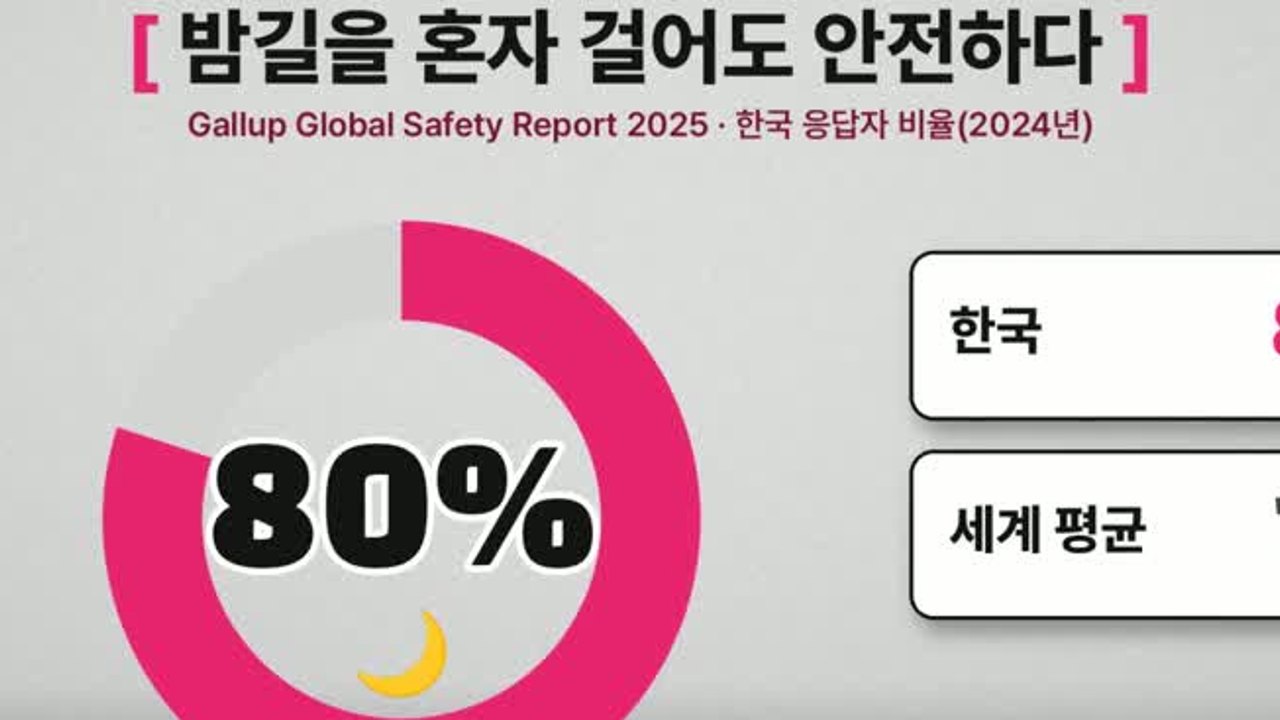 [ 밤길을 혼자 걸어도 안전하다 ]
Gallup Global Safety Report 2025 · 한국 응답자 비율(2024년)
한국
80%
세계 평균